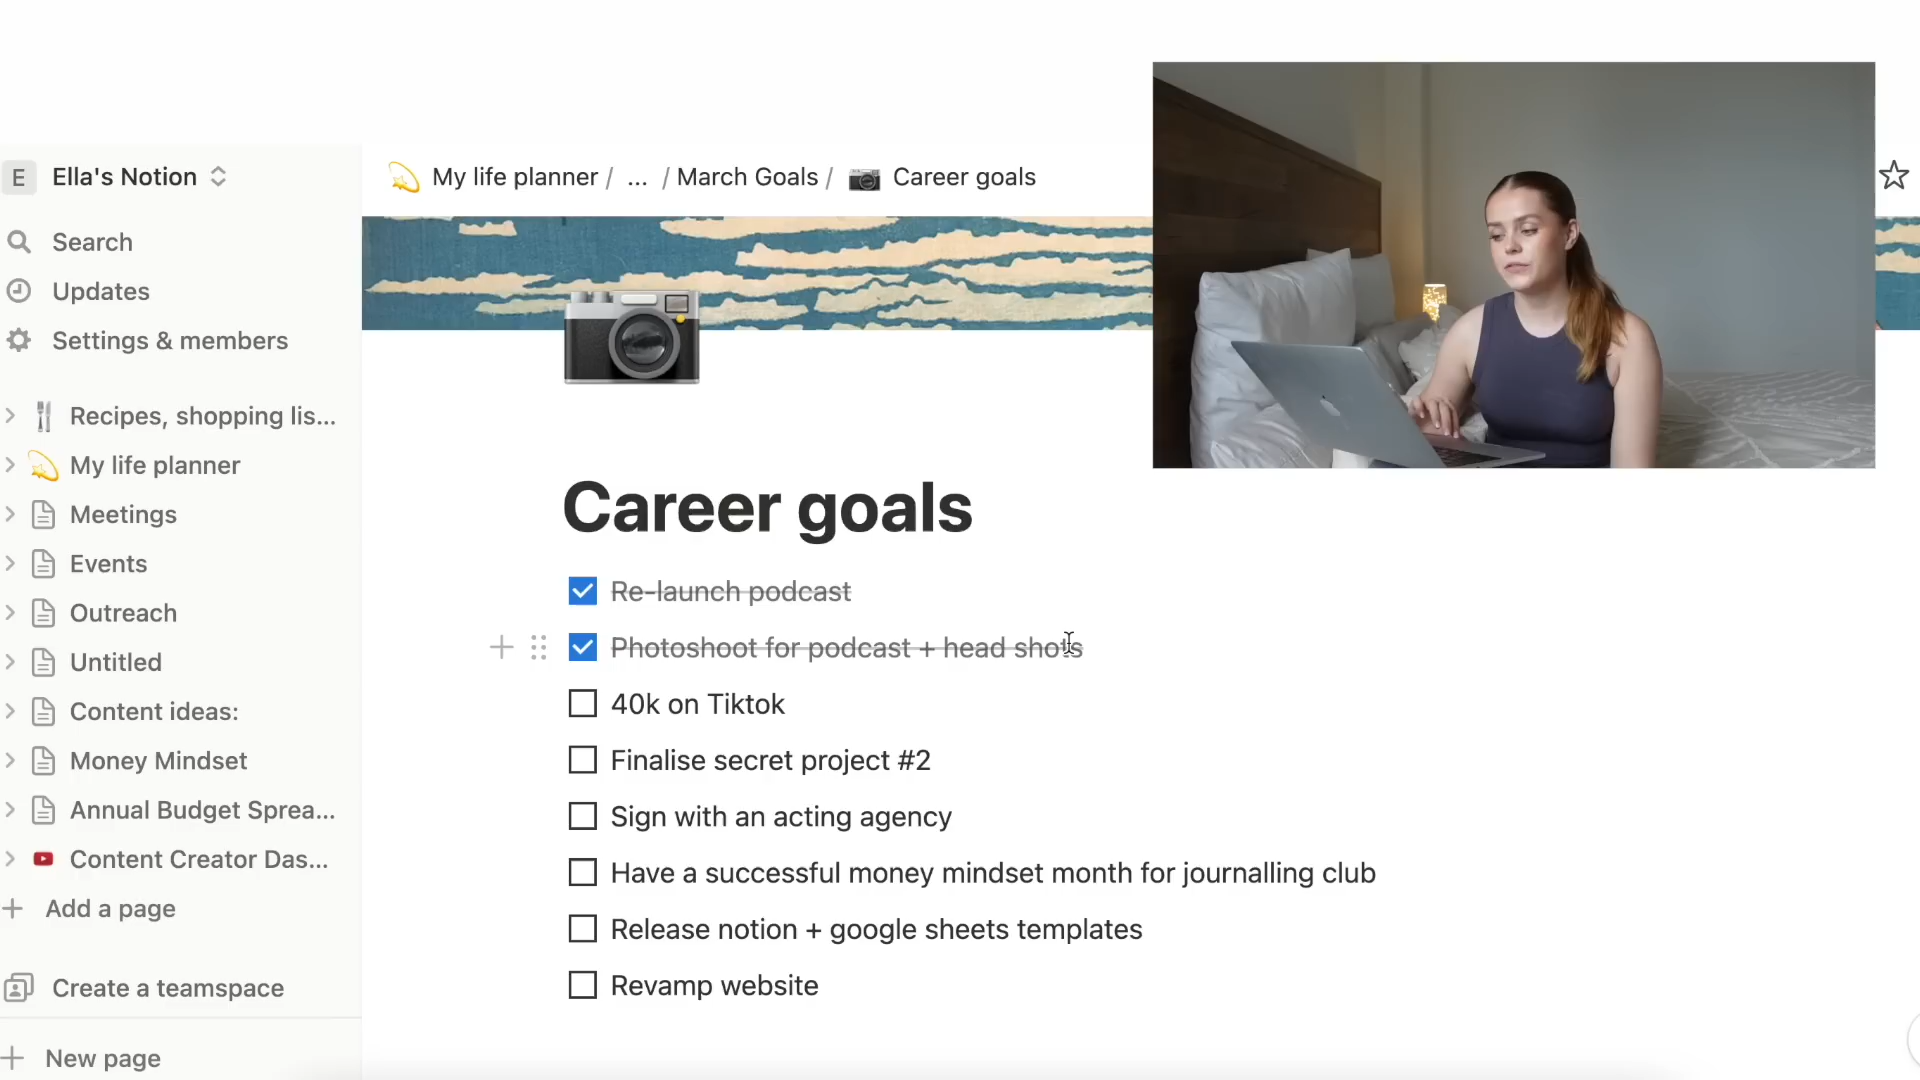 E Ella's Notion
My life planner / ... / March Goals / Career goals
Search
Updates
Settings & members
Recipes, shopping lis...
My life planner
Meetings
Events
Outreach
Untitled
Content ideas:
Money Mindset
Annual Budget Sprea...
Content Creator Das...
Add a page
Create a teamspace
New page
Career goals
Re-launch podcast
Photoshoot for podcast + head shots
40k on Tiktok
Finalise secret project #2
Sign with an acting agency
Have a successful money mindset month for journalling club
Release notion + google sheets templates
Revamp website